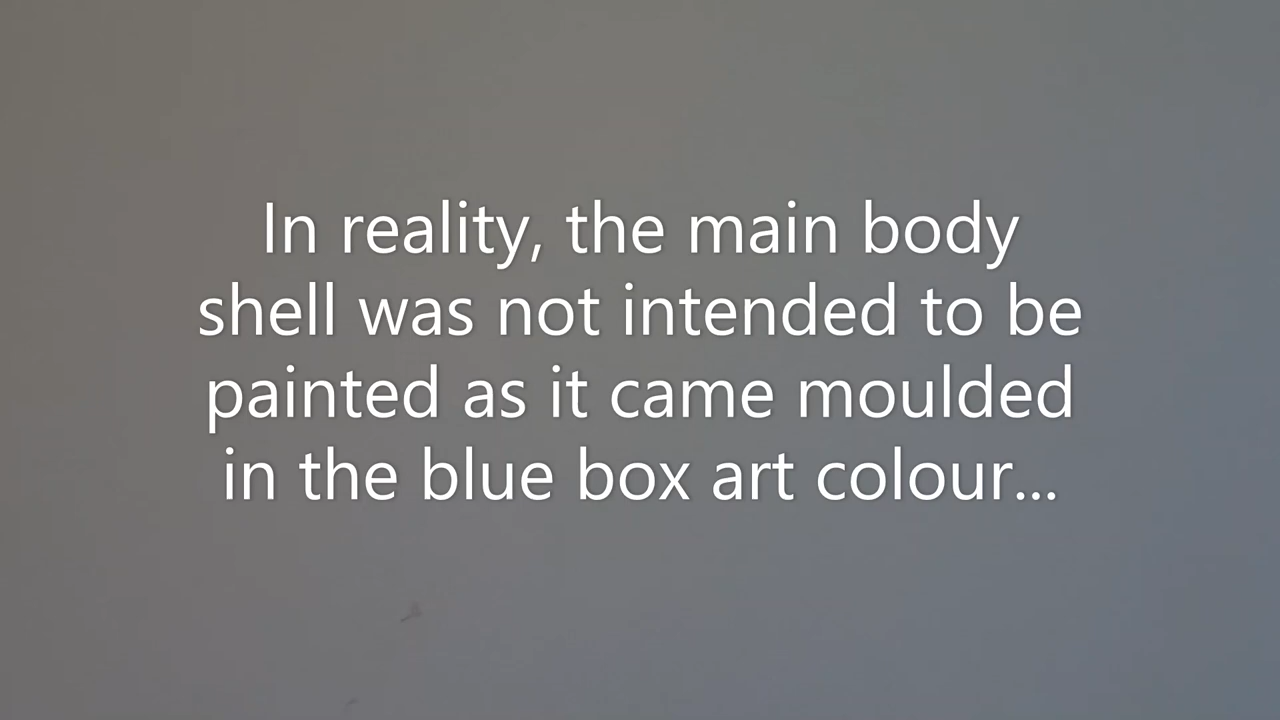 In reality, the main body
shell was not intended to be
painted as it came moulded
in the blue box art colour...